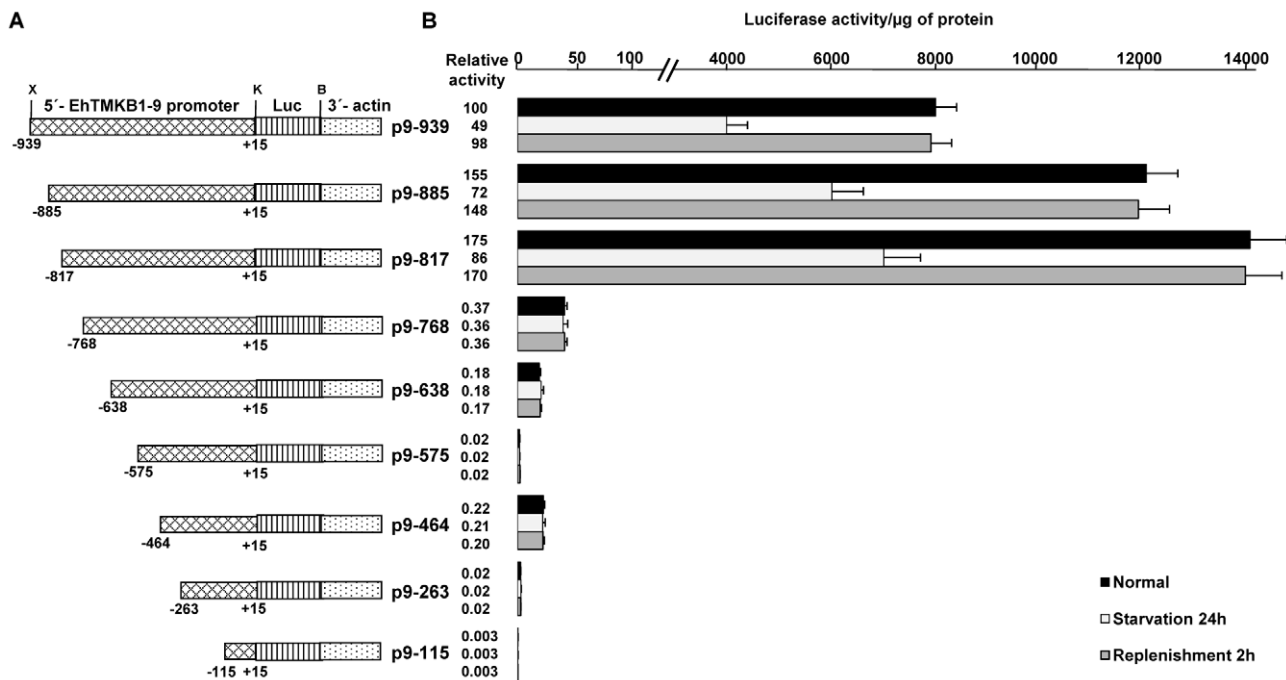 A
B
Luciferase activity/µg of protein
Relative activity
0 50 100 4000 6000 8000 10000 12000 14000
X K B
5´- EhTMKB1-9 promoter Luc 3´- actin
-939 +15 p9-939
100
49
98
-885 +15 p9-885
155
72
148
-817 +15 p9-817
175
86
170
-768 +15 p9-768
0.37
0.36
0.36
-638 +15 p9-638
0.18
0.18
0.17
-575 +15 p9-575
0.02
0.02
0.02
-464 +15 p9-464
0.22
0.21
0.20
-263 +15 p9-263
0.02
0.02
0.02
-115 +15 p9-115
0.003
0.003
0.003
Normal
Starvation 24h
Replenishment 2h